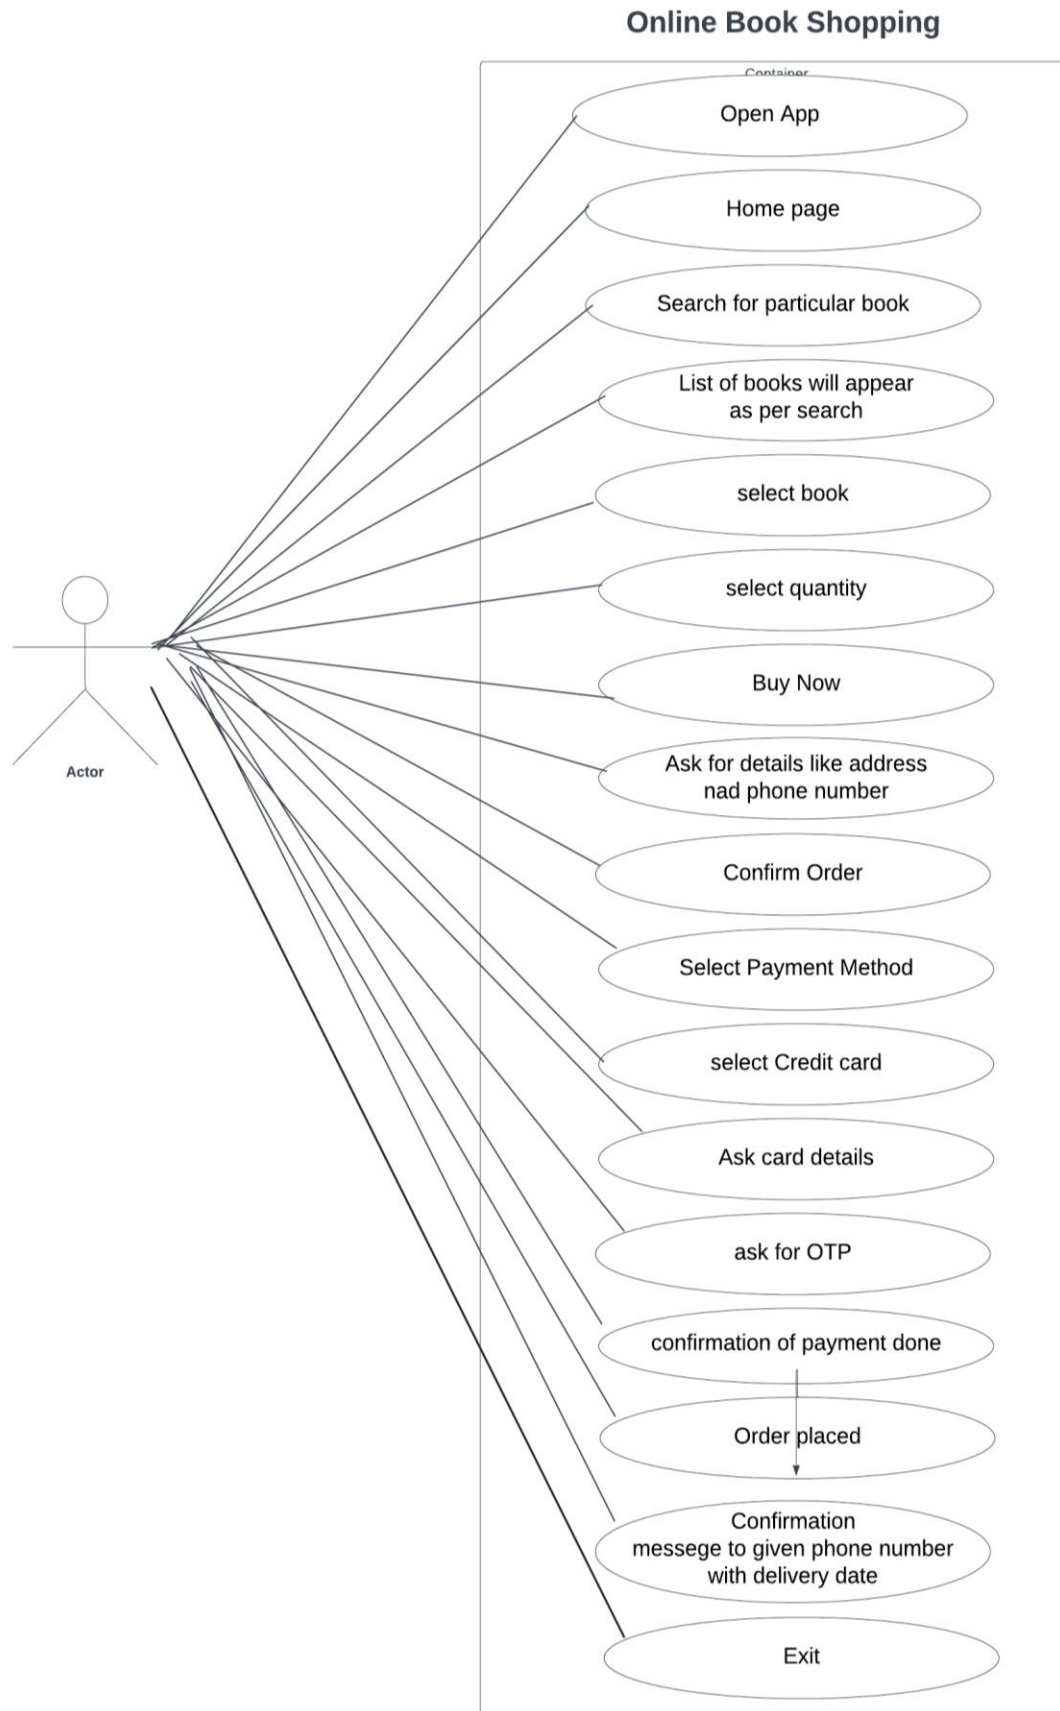 Online Book Shopping
Container
Open App
Home page
Search for particular book
List of books will appear
as per search
select book
select quantity
Buy Now
Ask for details like address
nad phone number
Actor
Confirm Order
Select Payment Method
select Credit card
Ask card details
ask for OTP
confirmation of payment done
Order placed
Confirmation
messege to given phone number
with delivery date
Exit